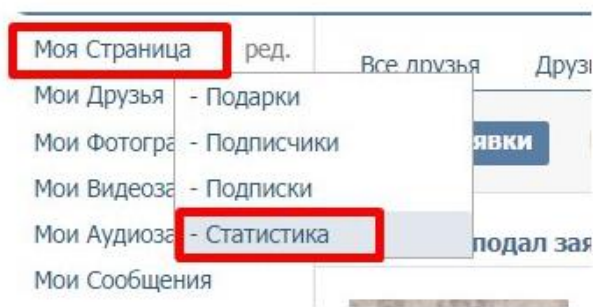 Моя Страница ред.
Мои Друзья
Мои Фотогра
Мои Видеоза
Мои Аудиоза
Мои Сообщения
- Подарки
- Подписчики
- Подписки
- Статистика
Все друзья Друз
явки
подал зая